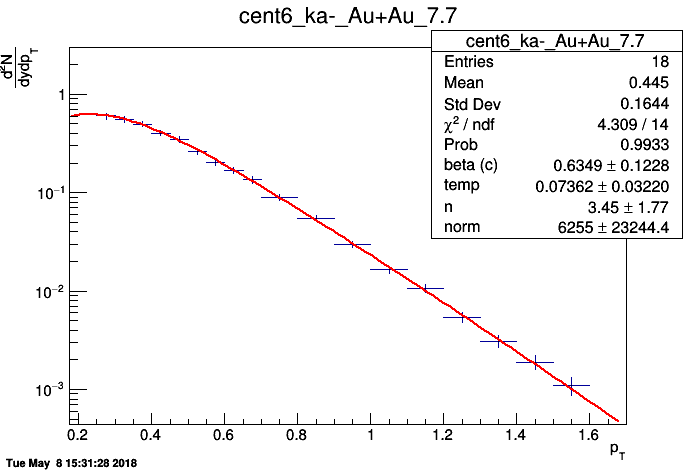 cent6_ka-_Au+Au_7.7
d²N
dydp_T
cent6_ka-_Au+Au_7.7
Entries 18
Mean 0.445
Std Dev 0.1644
χ² / ndf 4.309 / 14
Prob 0.9933
beta (c) 0.6349 ± 0.1228
temp 0.07362 ± 0.03220
n 3.45 ± 1.77
norm 6255 ± 23244.4
1
10⁻¹
10⁻²
10⁻³
0.2 0.4 0.6 0.8 1 1.2 1.4 1.6
p_T
Tue May 8 15:31:28 2018